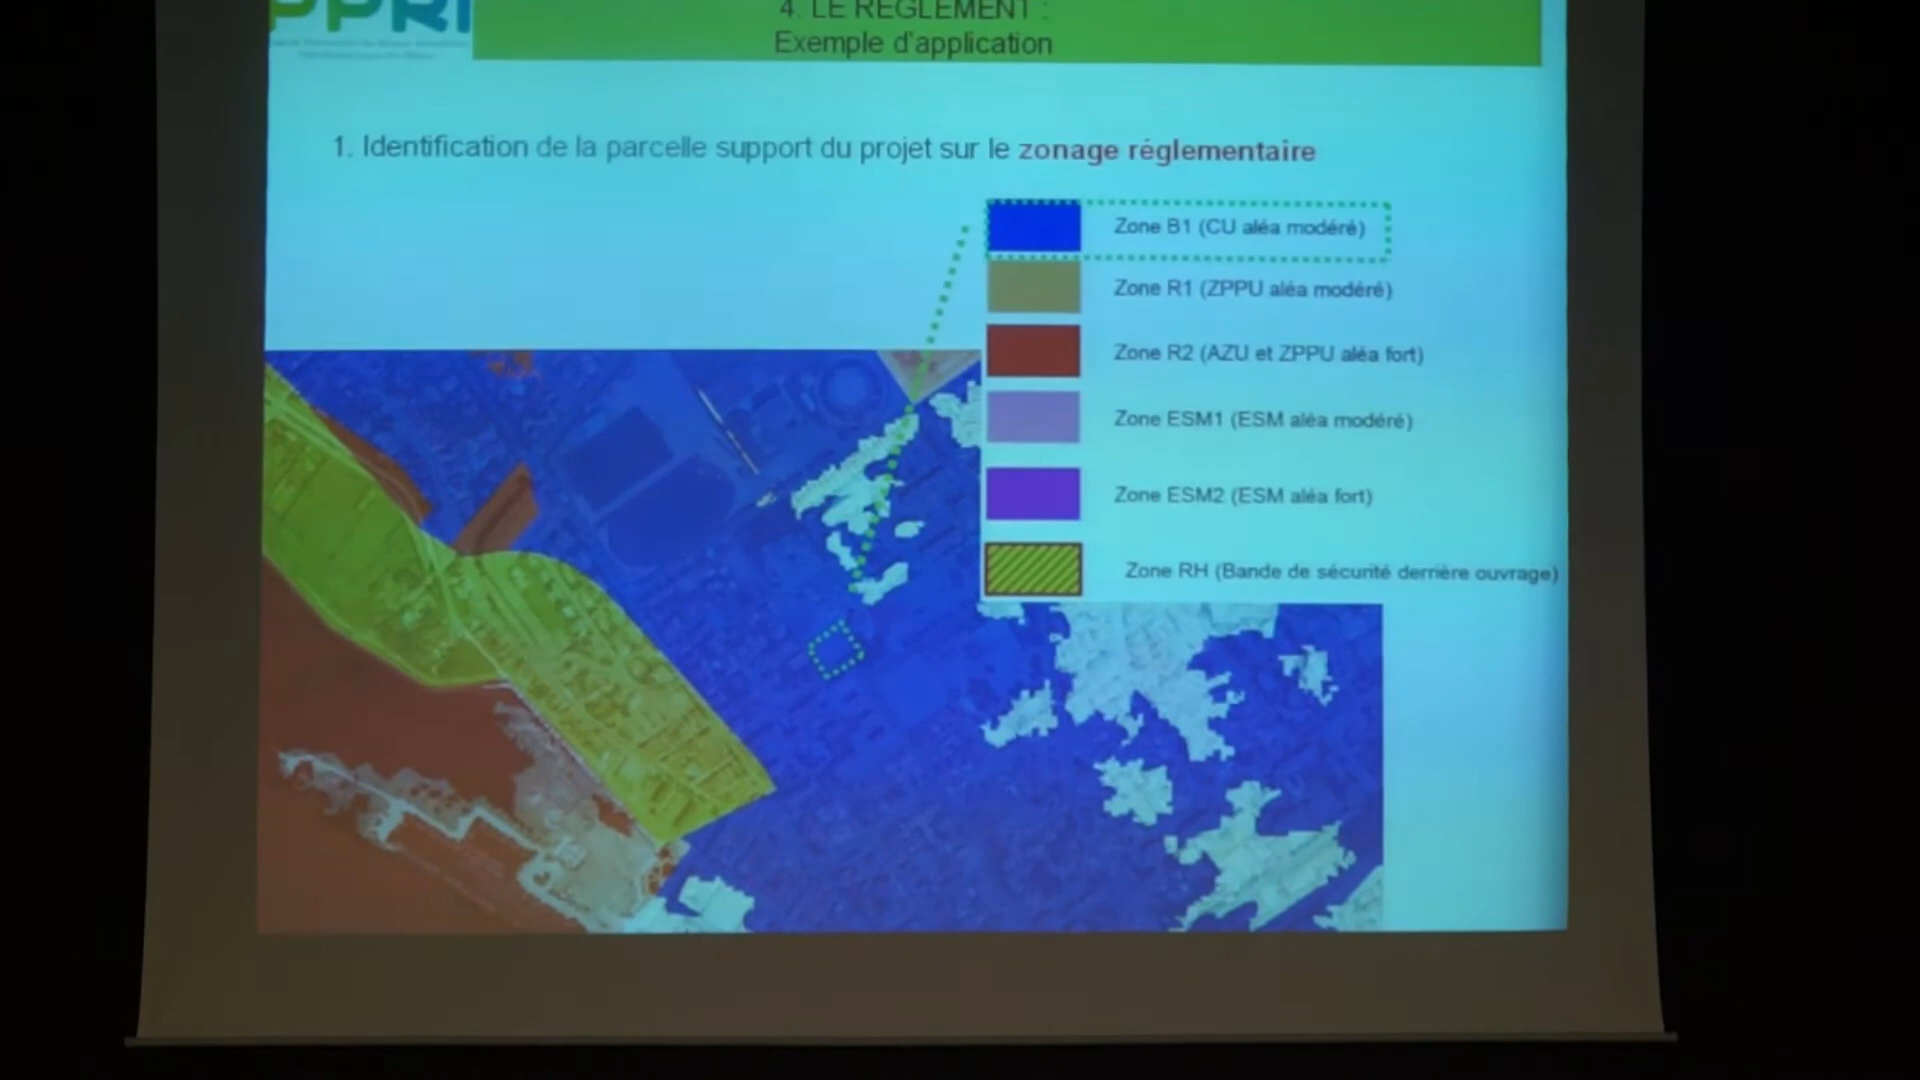 PPRI
4. LE REGLEMENT :
Exemple d'application
1. Identification de la parcelle support du projet sur le zonage réglementaire
Zone B1 (CU aléa modéré)
Zone R1 (ZPPU aléa modéré)
Zone R2 (AZU et ZPPU aléa fort)
Zone ESM1 (ESM aléa modéré)
Zone ESM2 (ESM aléa fort)
Zone RH (Bande de sécurité derrière ouvrage)